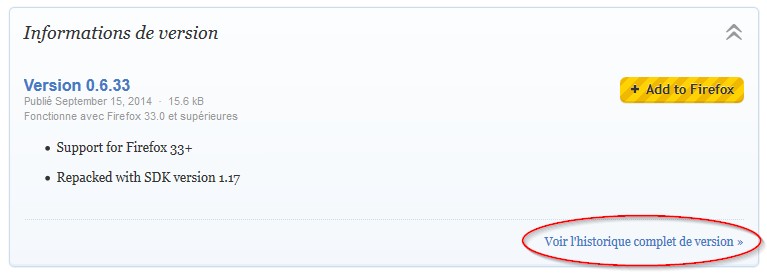 Informations de version
Version 0.6.33
+ Add to Firefox
Publié September 15, 2014 · 15.6 kB
Fonctionne avec Firefox 33.0 et supérieures
• Support for Firefox 33+
• Repacked with SDK version 1.17
Voir l'historique complet de version »